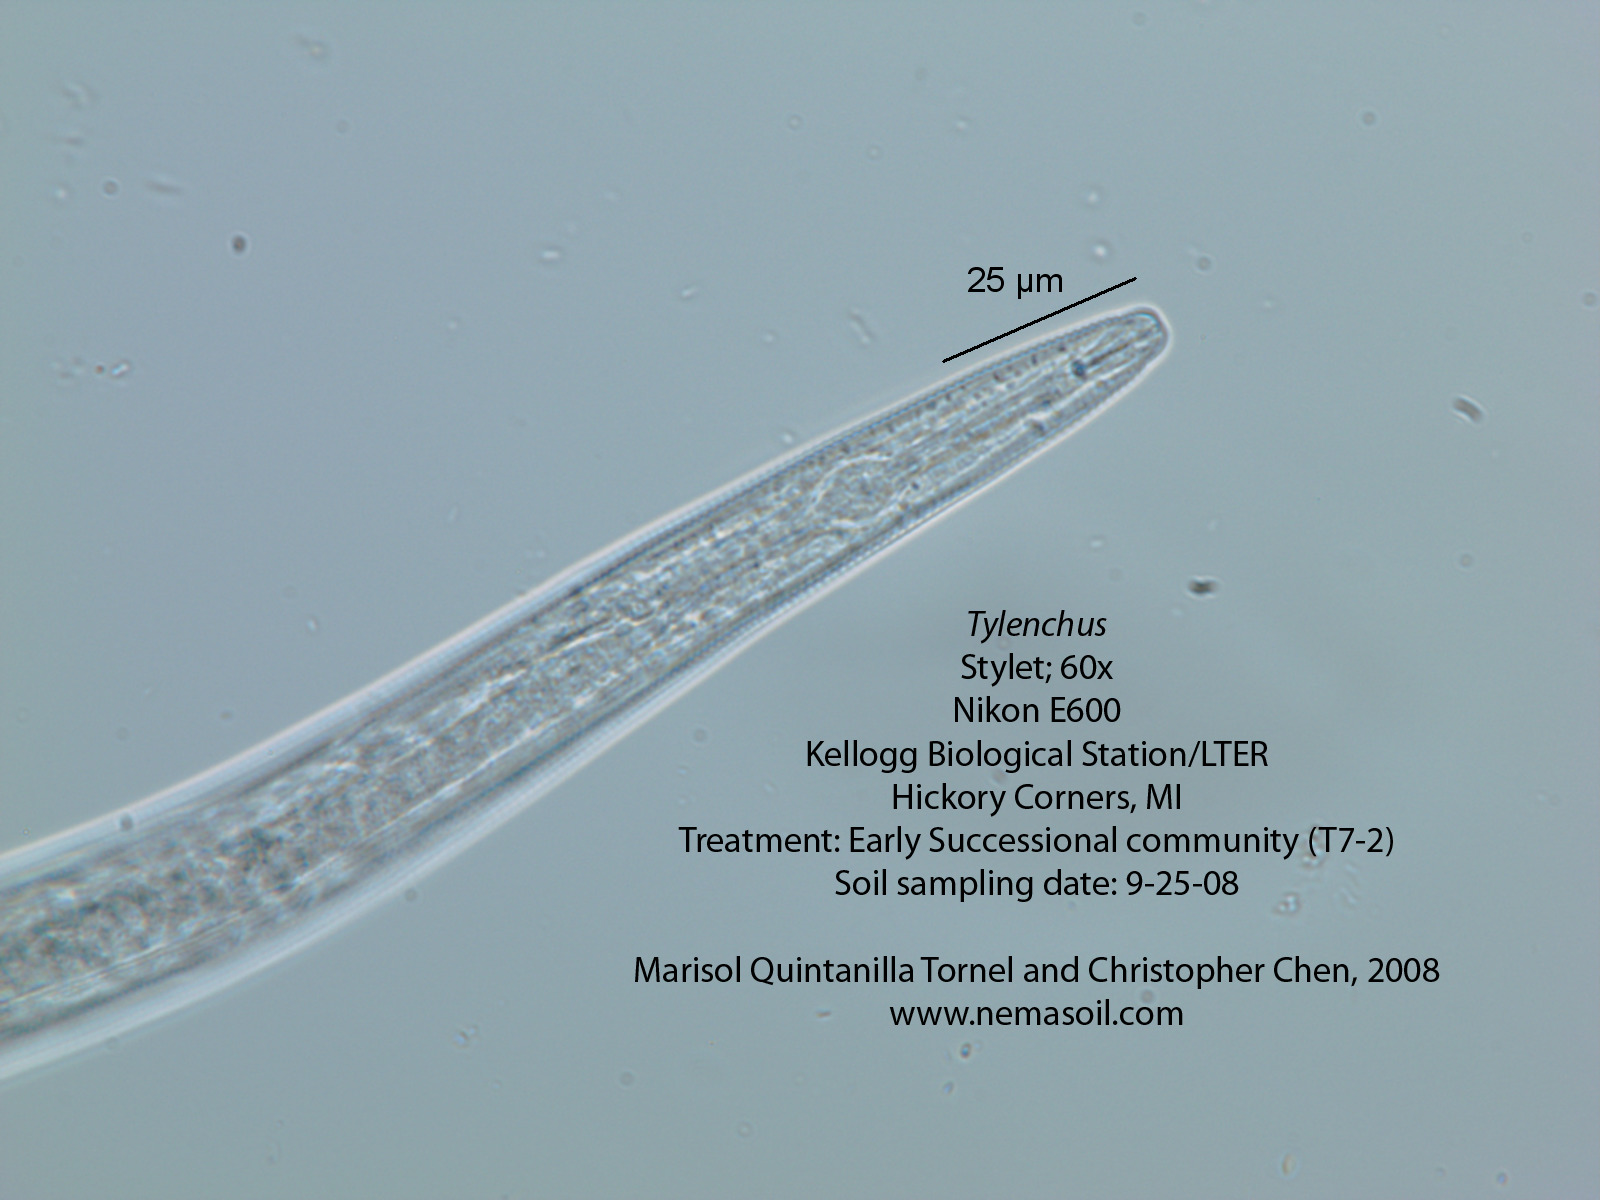 25 µm
Tylenchus
Stylet; 60x
Nikon E600
Kellogg Biological Station/LTER
Hickory Corners, MI
Treatment: Early Successional community (T7-2)
Soil sampling date: 9-25-08
Marisol Quintanilla Tornel and Christopher Chen, 2008
www.nemasoil.com